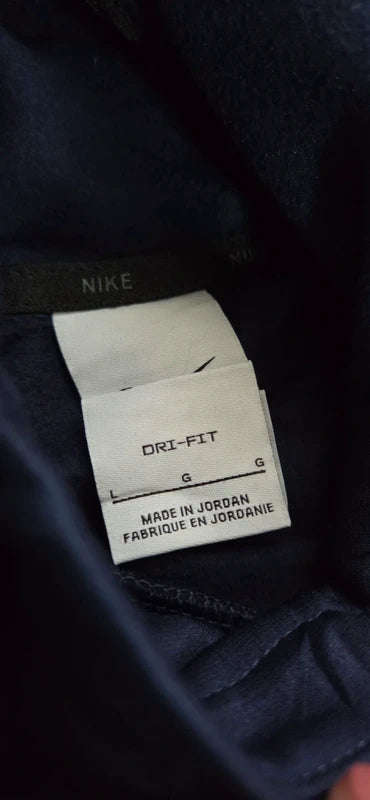 NIKE
DRI-FIT
L G G
MADE IN JORDAN
FABRIQUE EN JORDANIE